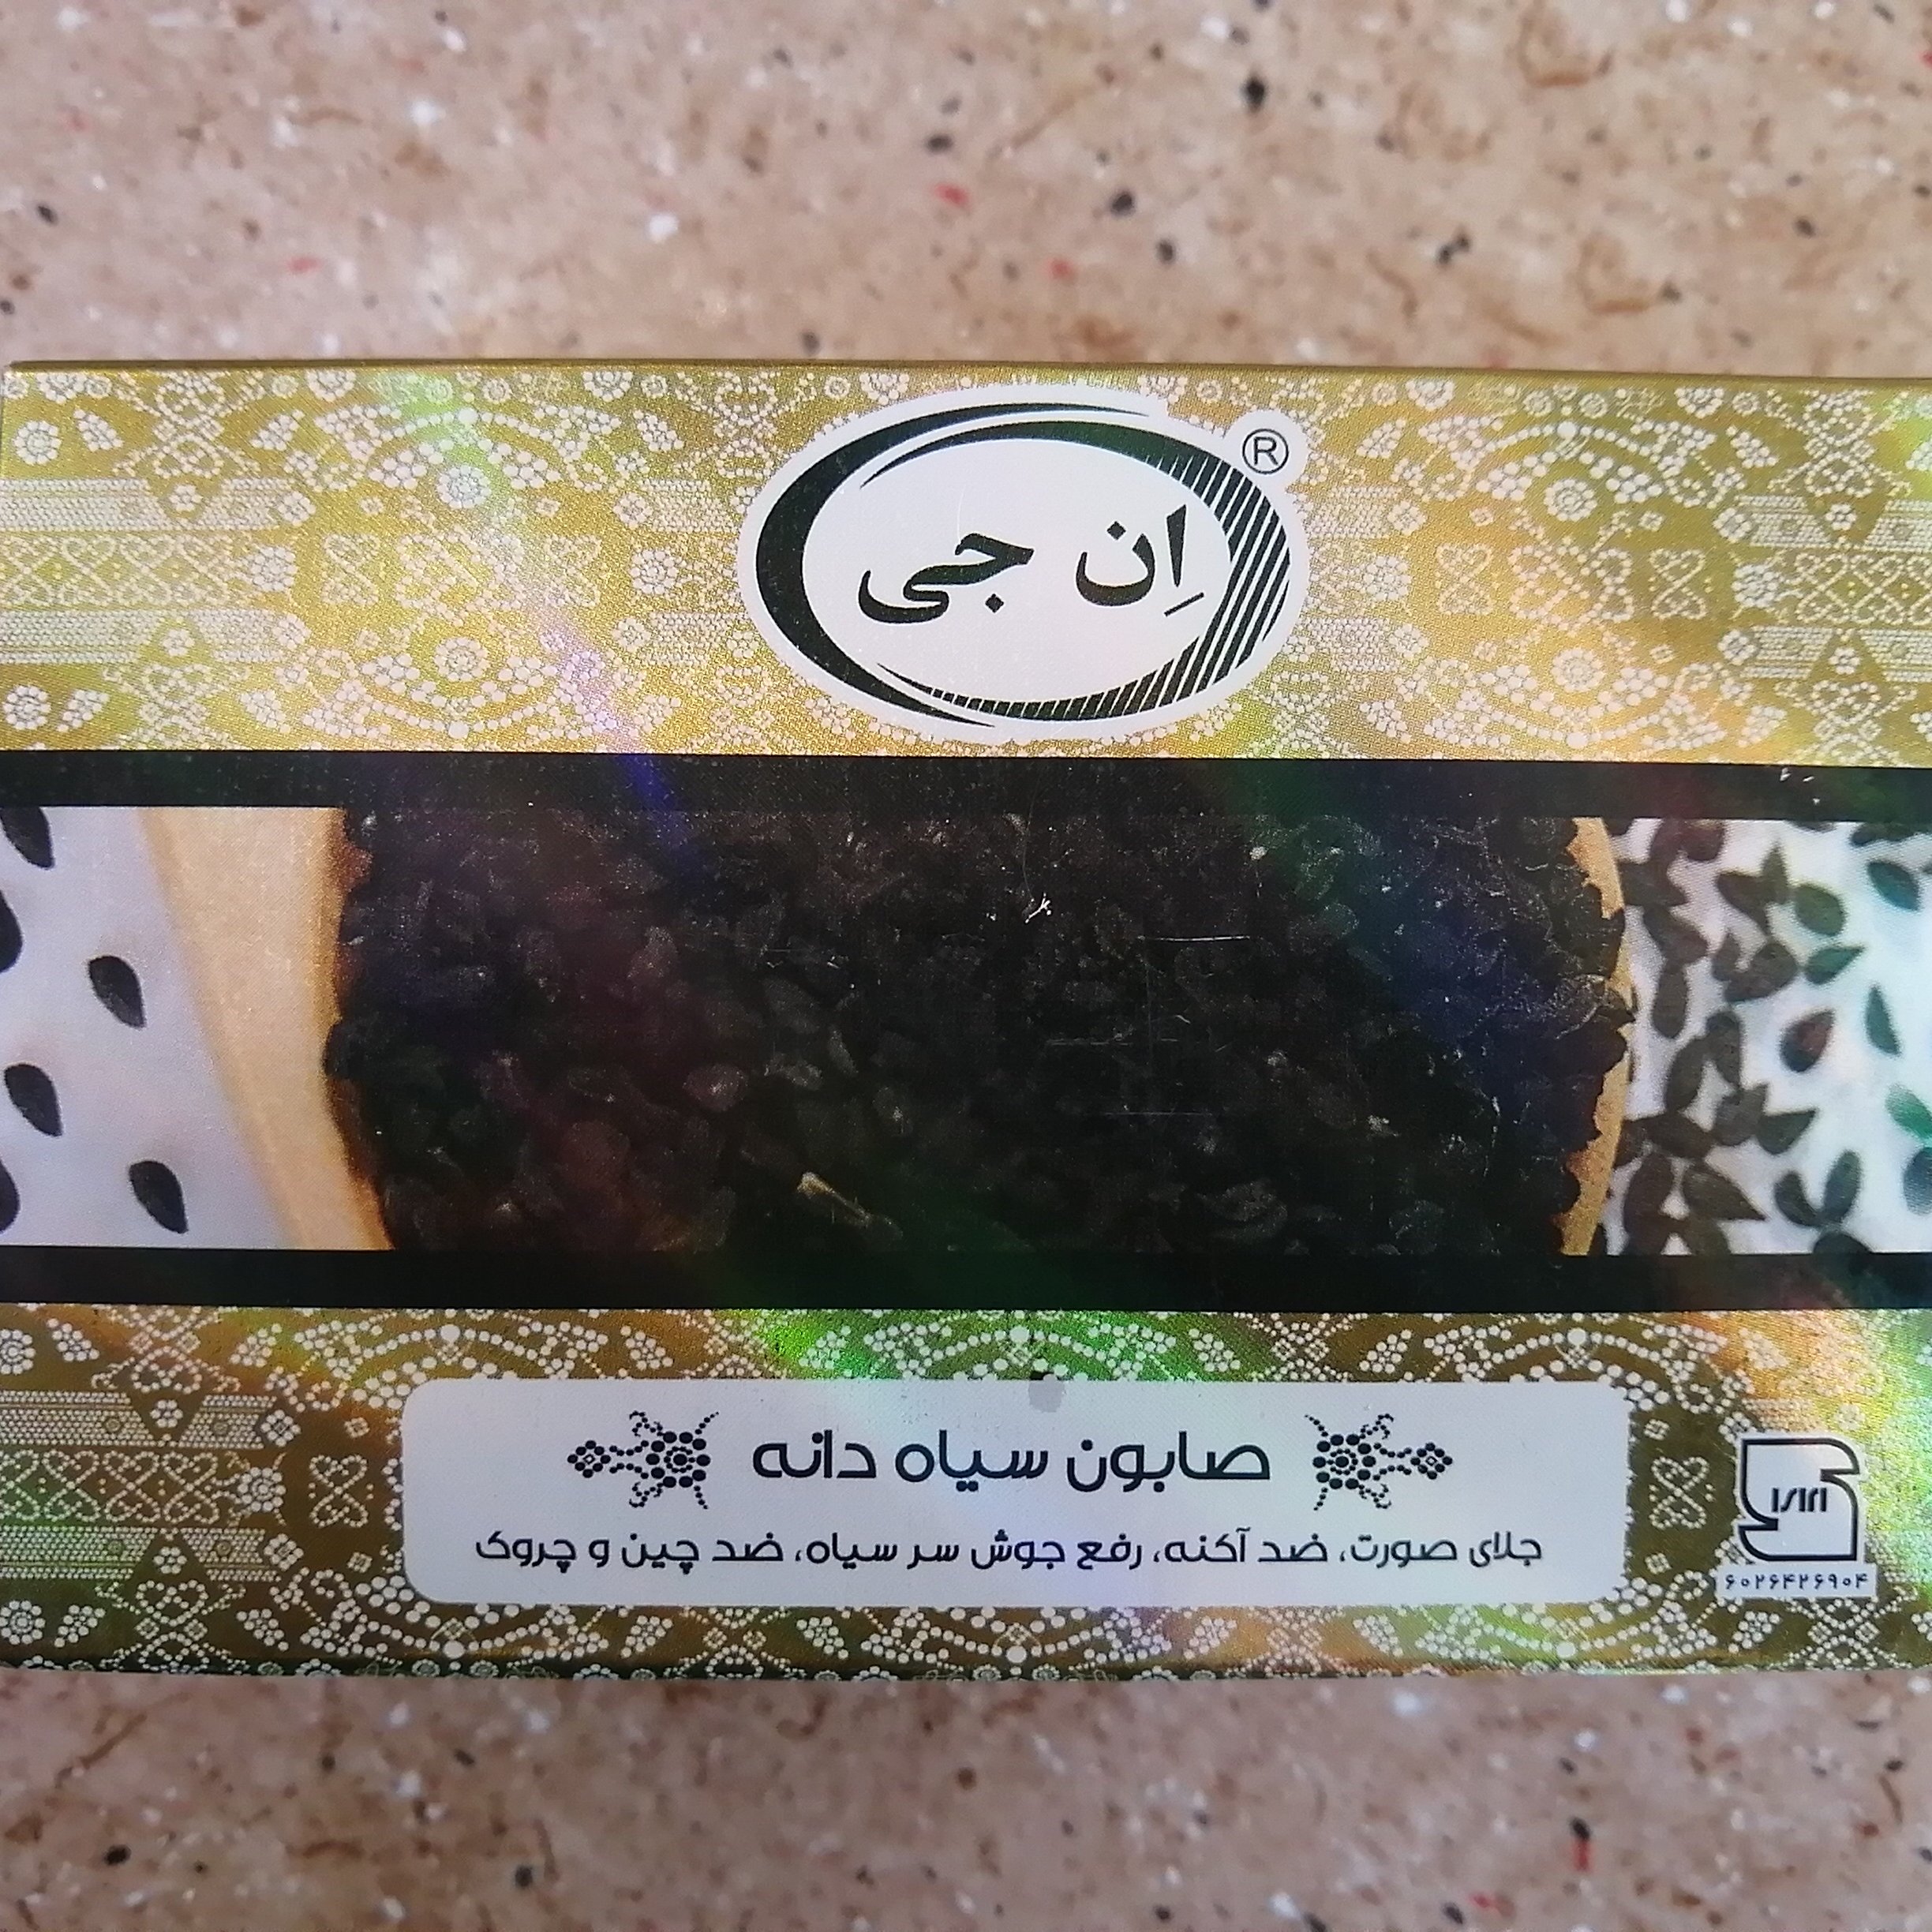 اِن جی
®
صابون سیاه دانه
جلای صورت، ضد آکنه، رفع جوش سر سیاه، ضد چین و چروک
ISIRI
۶۰۲۶۴۲۶۹۰۴